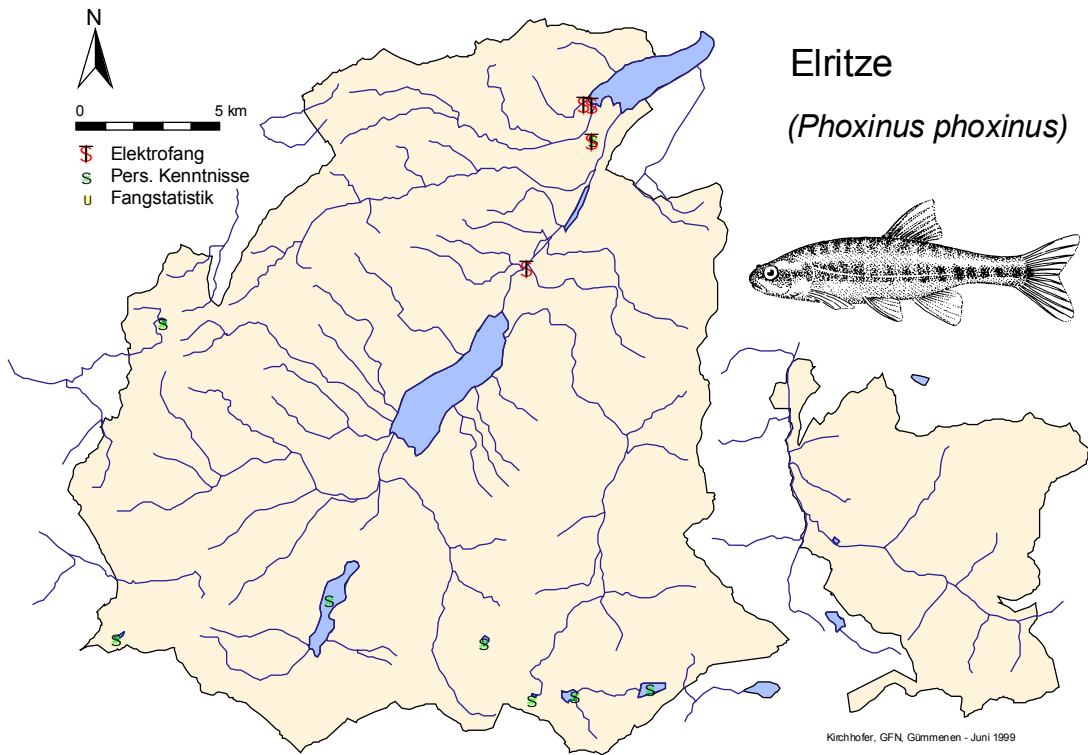 N
Elritze
(Phoxinus phoxinus)
0 5 km
Elektrofang
Pers. Kenntnisse
Fangstatistik
Kirchhofer, GFN, Gümmenen - Juni 1999